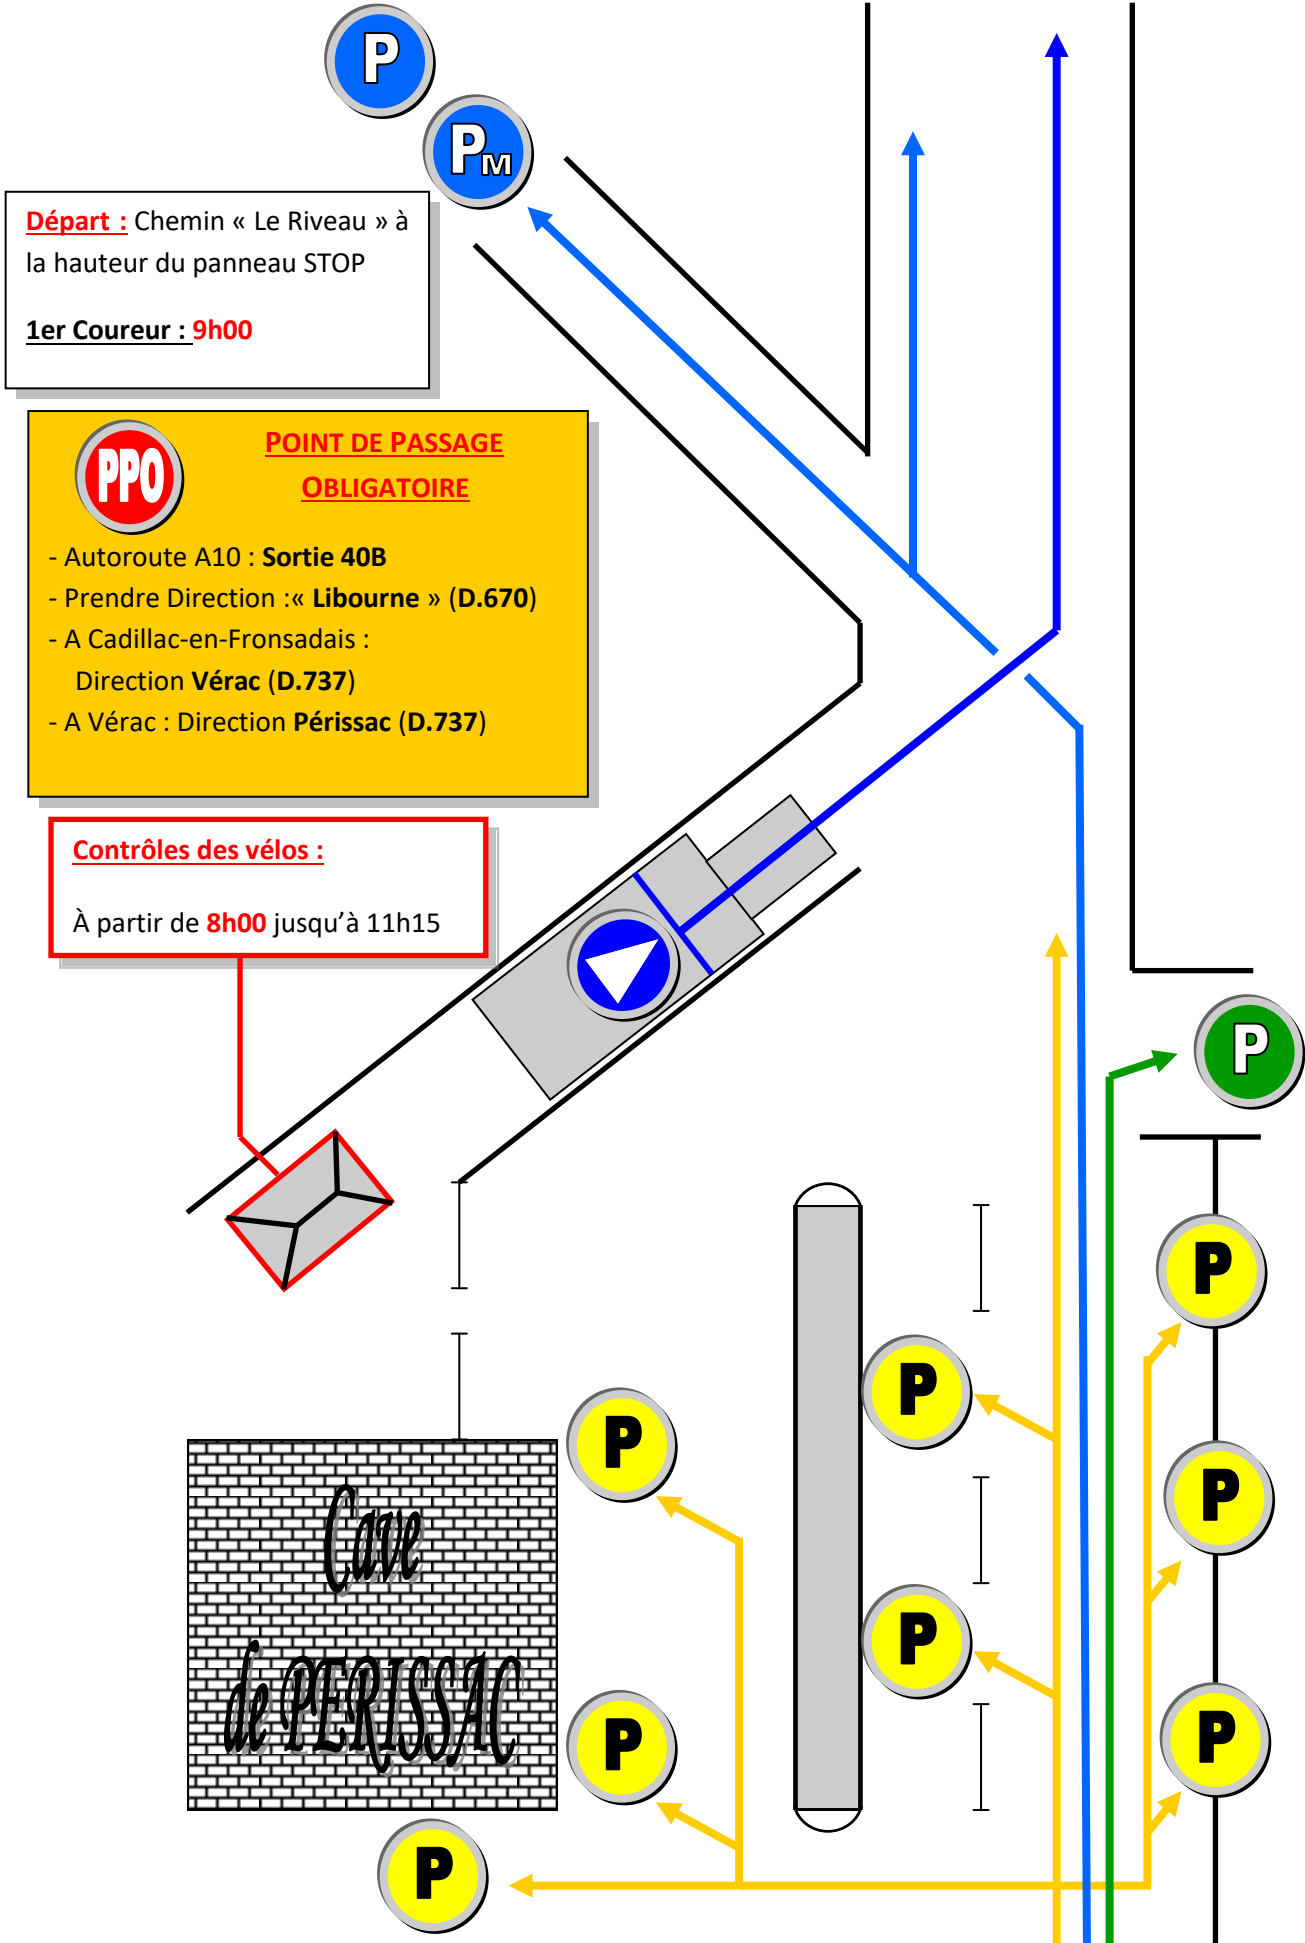 P
PM
Départ : Chemin « Le Riveau » à
la hauteur du panneau STOP
1er Coureur : 9h00
PPO
POINT DE PASSAGE
OBLIGATOIRE
- Autoroute A10 : Sortie 40B
- Prendre Direction :« Libourne » (D.670)
- A Cadillac-en-Fronsadais :
Direction Vérac (D.737)
- A Vérac : Direction Périssac (D.737)
Contrôles des vélos :
À partir de 8h00 jusqu’à 11h15
P
P
P
P
P
Cave
de PERISSAC
P
P
P
P